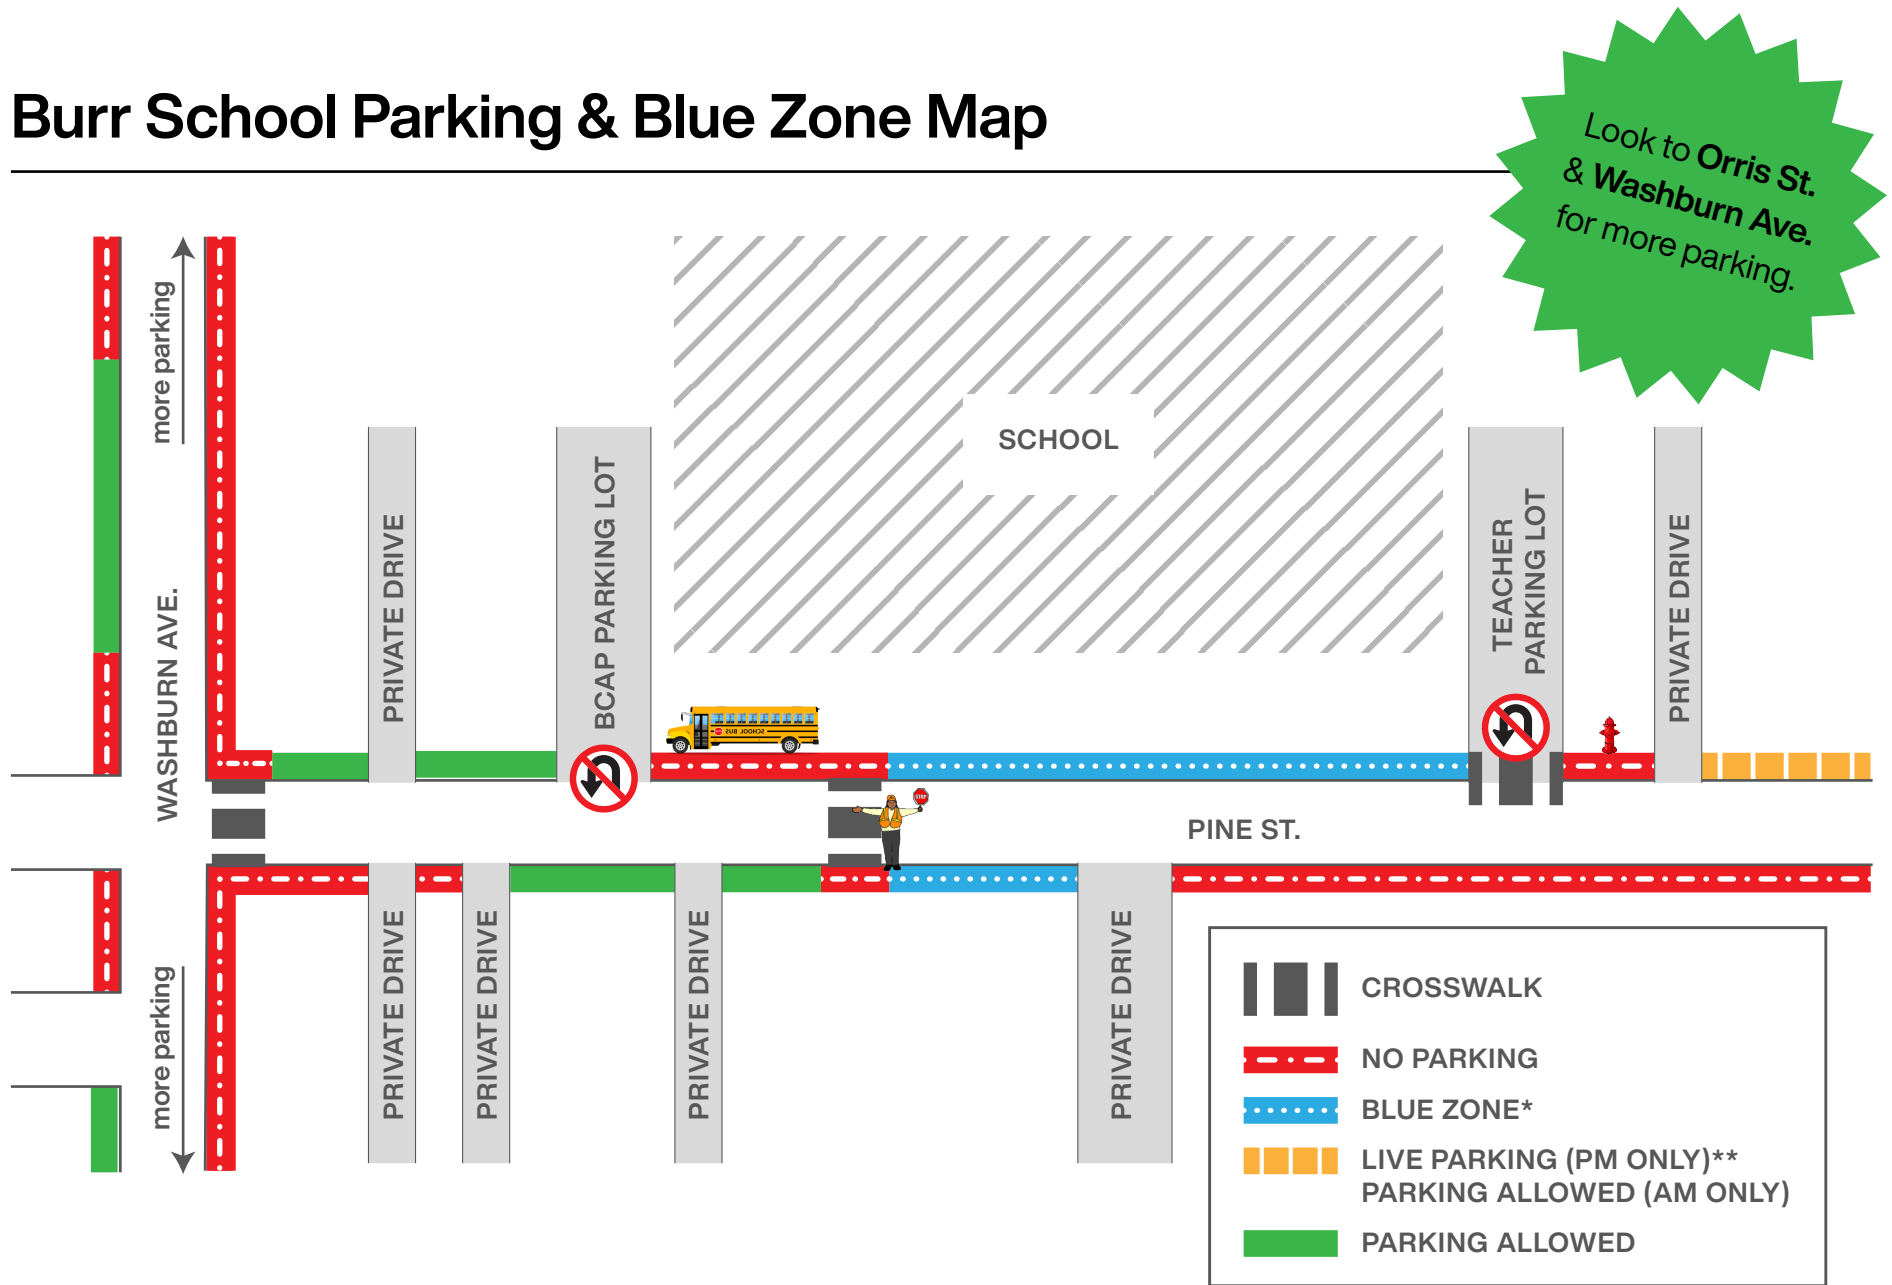 Burr School Parking & Blue Zone Map
Look to Orris St.
& Washburn Ave.
for more parking.
more parking
WASHBURN AVE.
PRIVATE DRIVE
BCAP PARKING LOT
SCHOOL
TEACHER
PARKING LOT
PRIVATE DRIVE
SCHOOL BUS
STOP
PINE ST.
more parking
PRIVATE DRIVE
PRIVATE DRIVE
PRIVATE DRIVE
PRIVATE DRIVE
CROSSWALK
NO PARKING
BLUE ZONE*
LIVE PARKING (PM ONLY)**
PARKING ALLOWED (AM ONLY)
PARKING ALLOWED